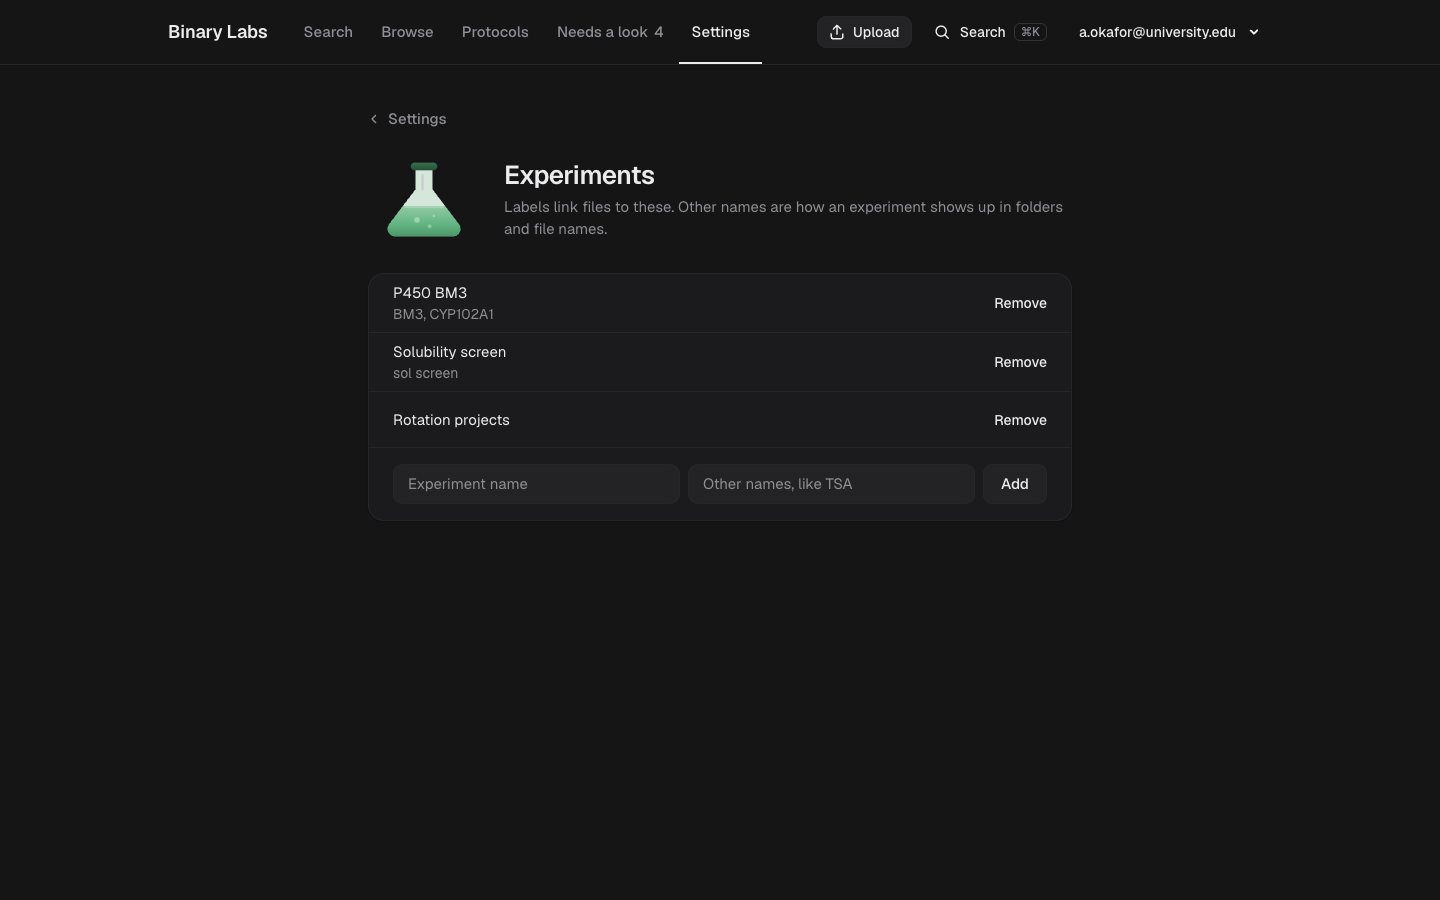 Binary Labs Search Browse Protocols Needs a look 4 Settings Upload Search ⌘K a.okafor@university.edu
Settings
Experiments
Labels link files to these. Other names are how an experiment shows up in folders
and file names.
P450 BM3
BM3, CYP102A1
Remove
Solubility screen
sol screen
Remove
Rotation projects Remove
Experiment name Other names, like TSA Add